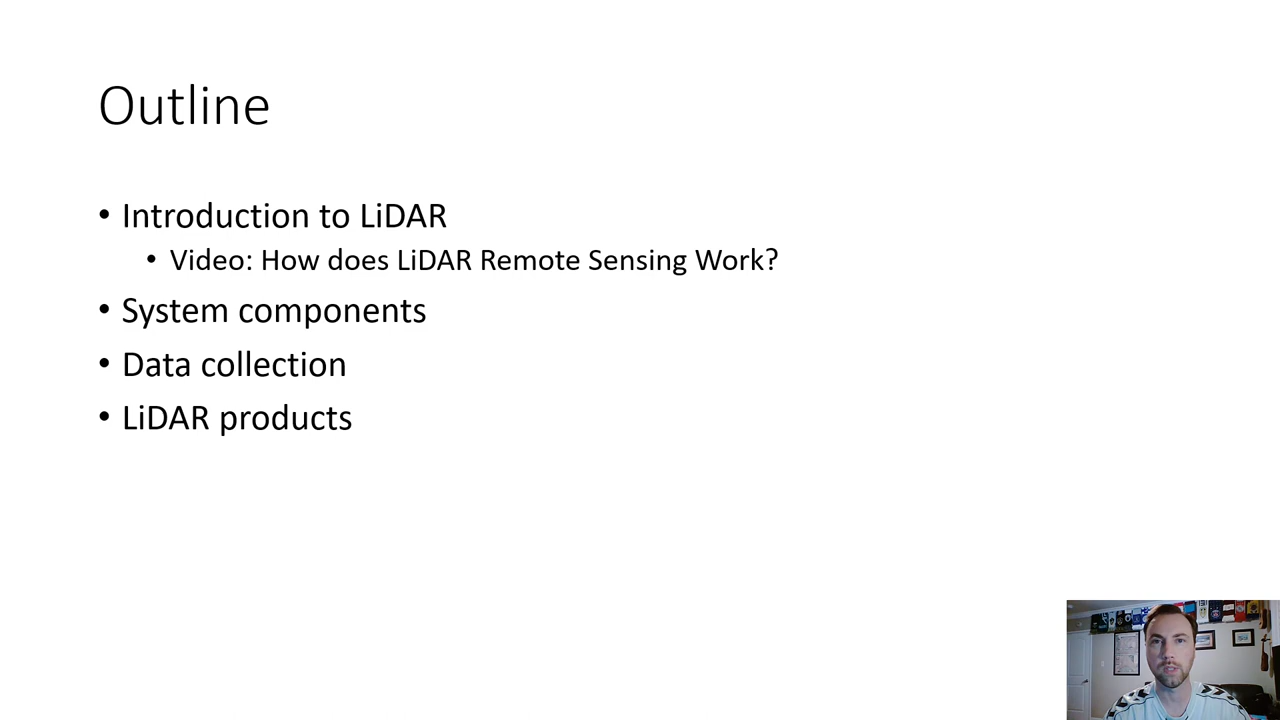 Outline
• Introduction to LiDAR
• Video: How does LiDAR Remote Sensing Work?
• System components
• Data collection
• LiDAR products